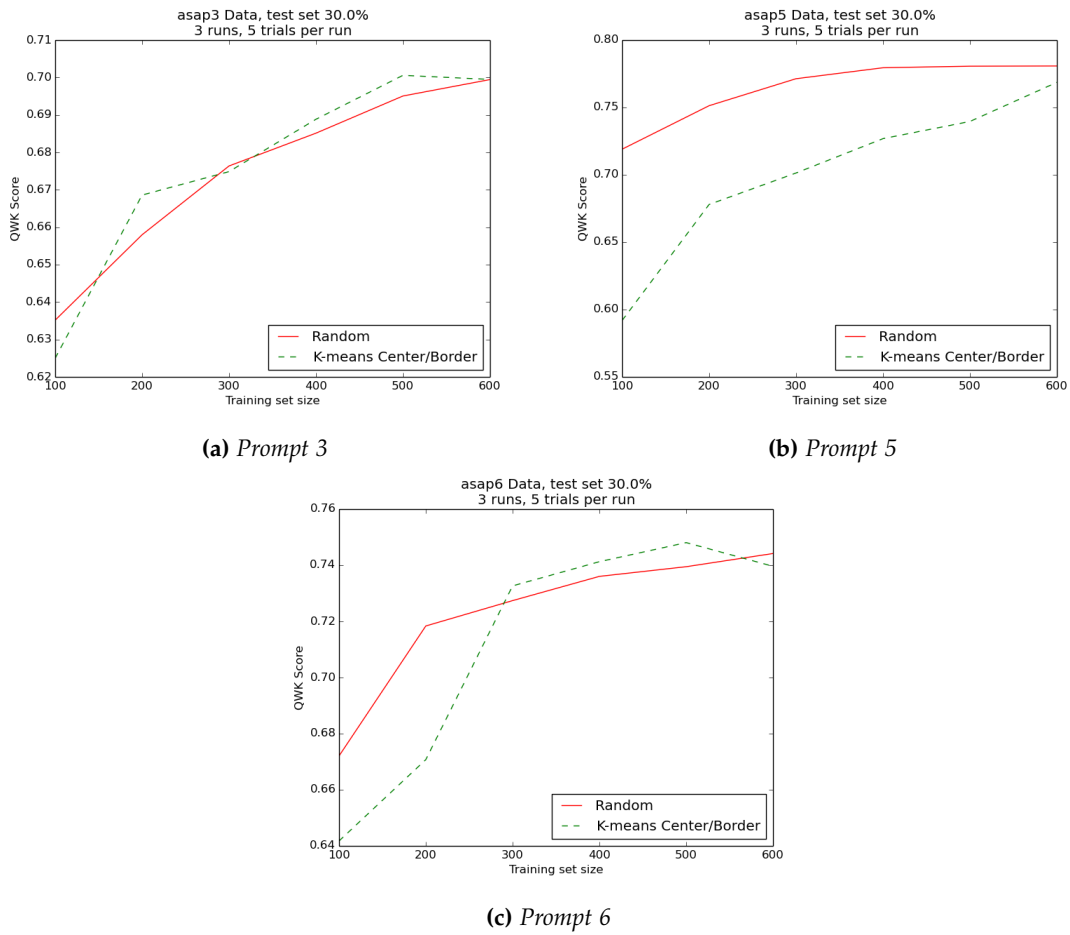 asap3 Data, test set 30.0%
3 runs, 5 trials per run
0.71
0.70
0.69
0.68
0.67
0.66
0.65
0.64
0.63
0.62
QWK Score
Random
K-means Center/Border
100 200 300 400 500 600
Training set size
(a) Prompt 3
asap5 Data, test set 30.0%
3 runs, 5 trials per run
0.80
0.75
0.70
0.65
0.60
0.55
QWK Score
Random
K-means Center/Border
100 200 300 400 500 600
Training set size
(b) Prompt 5
asap6 Data, test set 30.0%
3 runs, 5 trials per run
0.76
0.74
0.72
0.70
0.68
0.66
0.64
QWK Score
Random
K-means Center/Border
100 200 300 400 500 600
Training set size
(c) Prompt 6